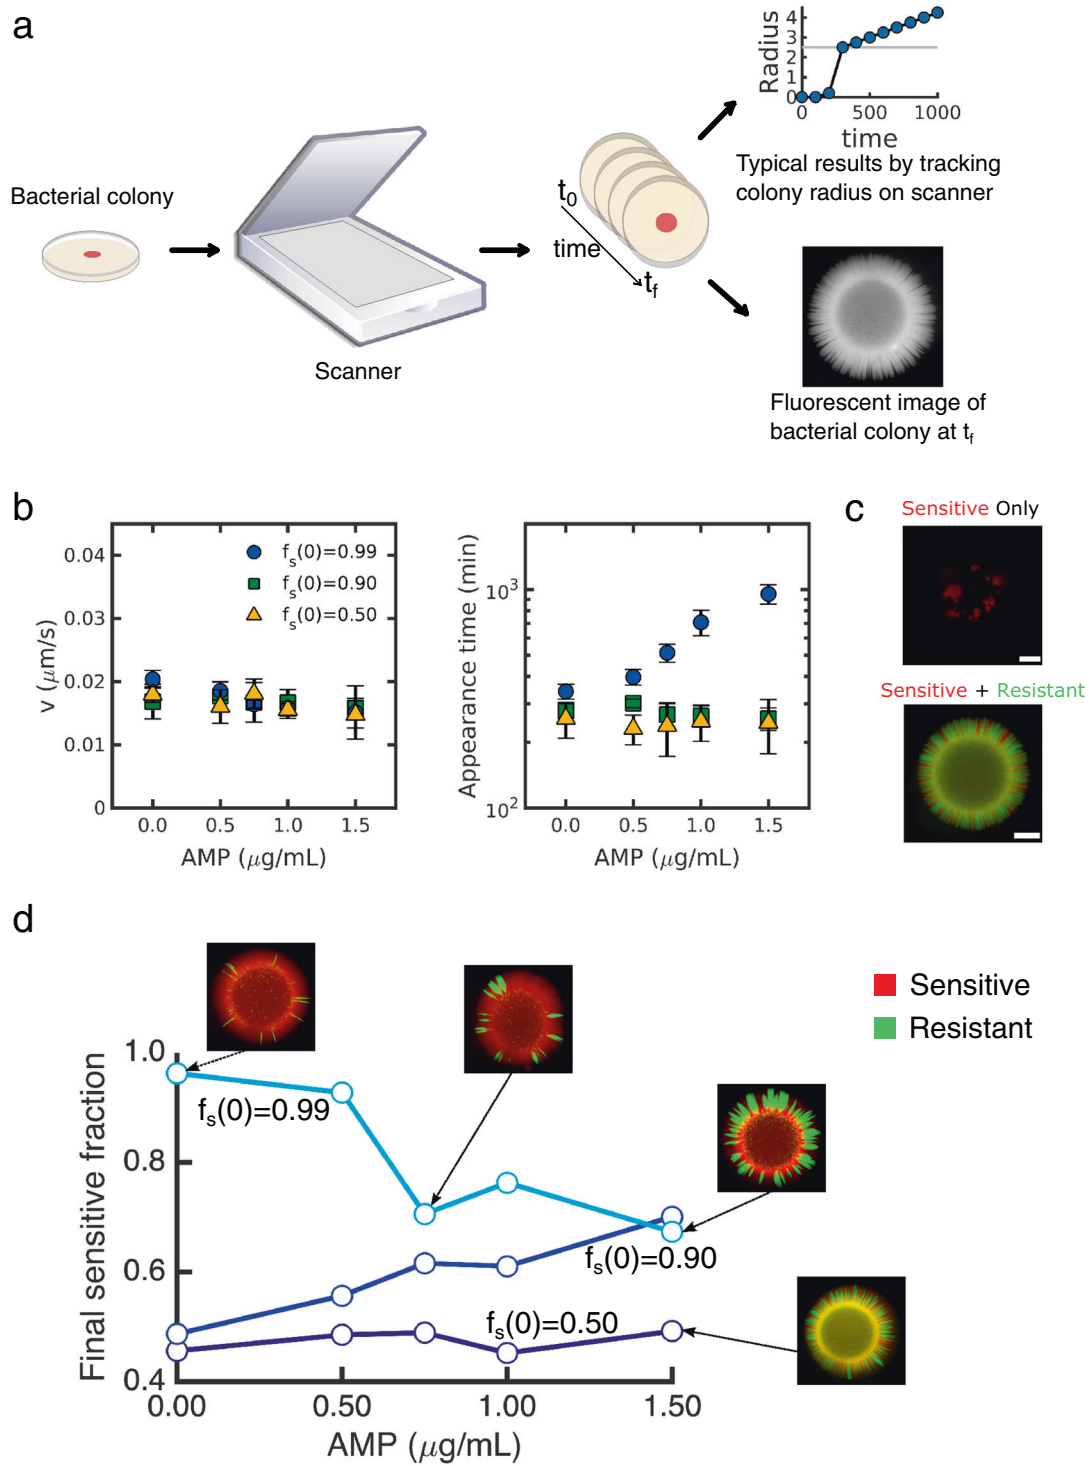 a
Bacterial colony
Scanner
t0
time
tf
Radius
4
3
2
1
0
0 500 1000
time
Typical results by tracking
colony radius on scanner
Fluorescent image of
bacterial colony at tf
b
v (μm/s)
0.04
0.03
0.02
0.01
0
fs(0)=0.99
fs(0)=0.90
fs(0)=0.50
0.0 0.5 1.0 1.5
AMP (μg/mL)
Appearance time (min)
10^3
10^2
0.0 0.5 1.0 1.5
AMP (μg/mL)
c
Sensitive Only
Sensitive + Resistant
d
Sensitive
Resistant
Final sensitive fraction
1.0
0.8
0.6
0.4
fs(0)=0.99
fs(0)=0.90
fs(0)=0.50
0.00 0.50 1.00 1.50
AMP (μg/mL)